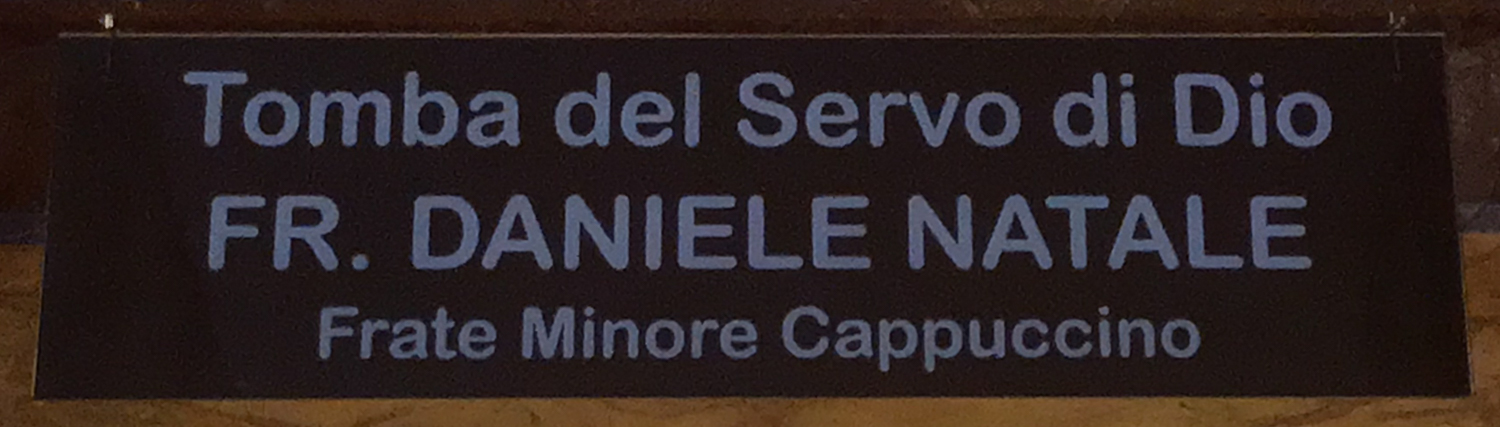 Tomba del Servo di Dio
FR. DANIELE NATALE
Frate Minore Cappuccino